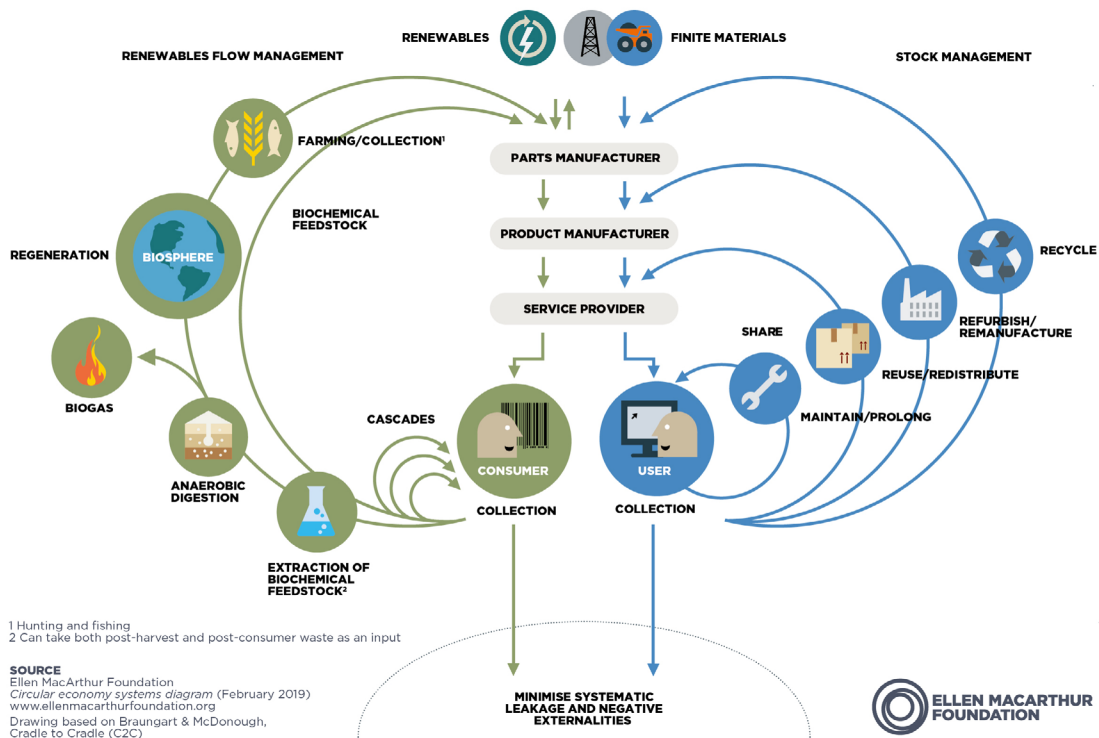 RENEWABLES
FINITE MATERIALS
RENEWABLES FLOW MANAGEMENT
STOCK MANAGEMENT
FARMING/COLLECTION¹
PARTS MANUFACTURER
BIOCHEMICAL
FEEDSTOCK
PRODUCT MANUFACTURER
REGENERATION
BIOSPHERE
RECYCLE
SERVICE PROVIDER
SHARE
REFURBISH/
REMANUFACTURE
REUSE/REDISTRIBUTE
BIOGAS
CASCADES
MAINTAIN/PROLONG
CONSUMER
USER
ANAEROBIC
DIGESTION
COLLECTION
COLLECTION
EXTRACTION OF
BIOCHEMICAL
FEEDSTOCK²
1 Hunting and fishing
2 Can take both post-harvest and post-consumer waste as an input
SOURCE
Ellen MacArthur Foundation
Circular economy systems diagram (February 2019)
www.ellenmacarthurfoundation.org
Drawing based on Braungart & McDonough,
Cradle to Cradle (C2C)
MINIMISE SYSTEMATIC
LEAKAGE AND NEGATIVE
EXTERNALITIES
ELLEN MACARTHUR
FOUNDATION